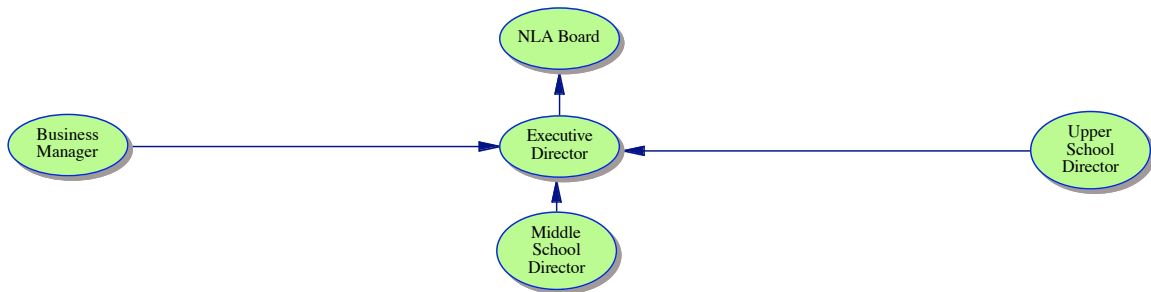 NLA Board
Business
Manager
Executive
Director
Upper
School
Director
Middle
School
Director